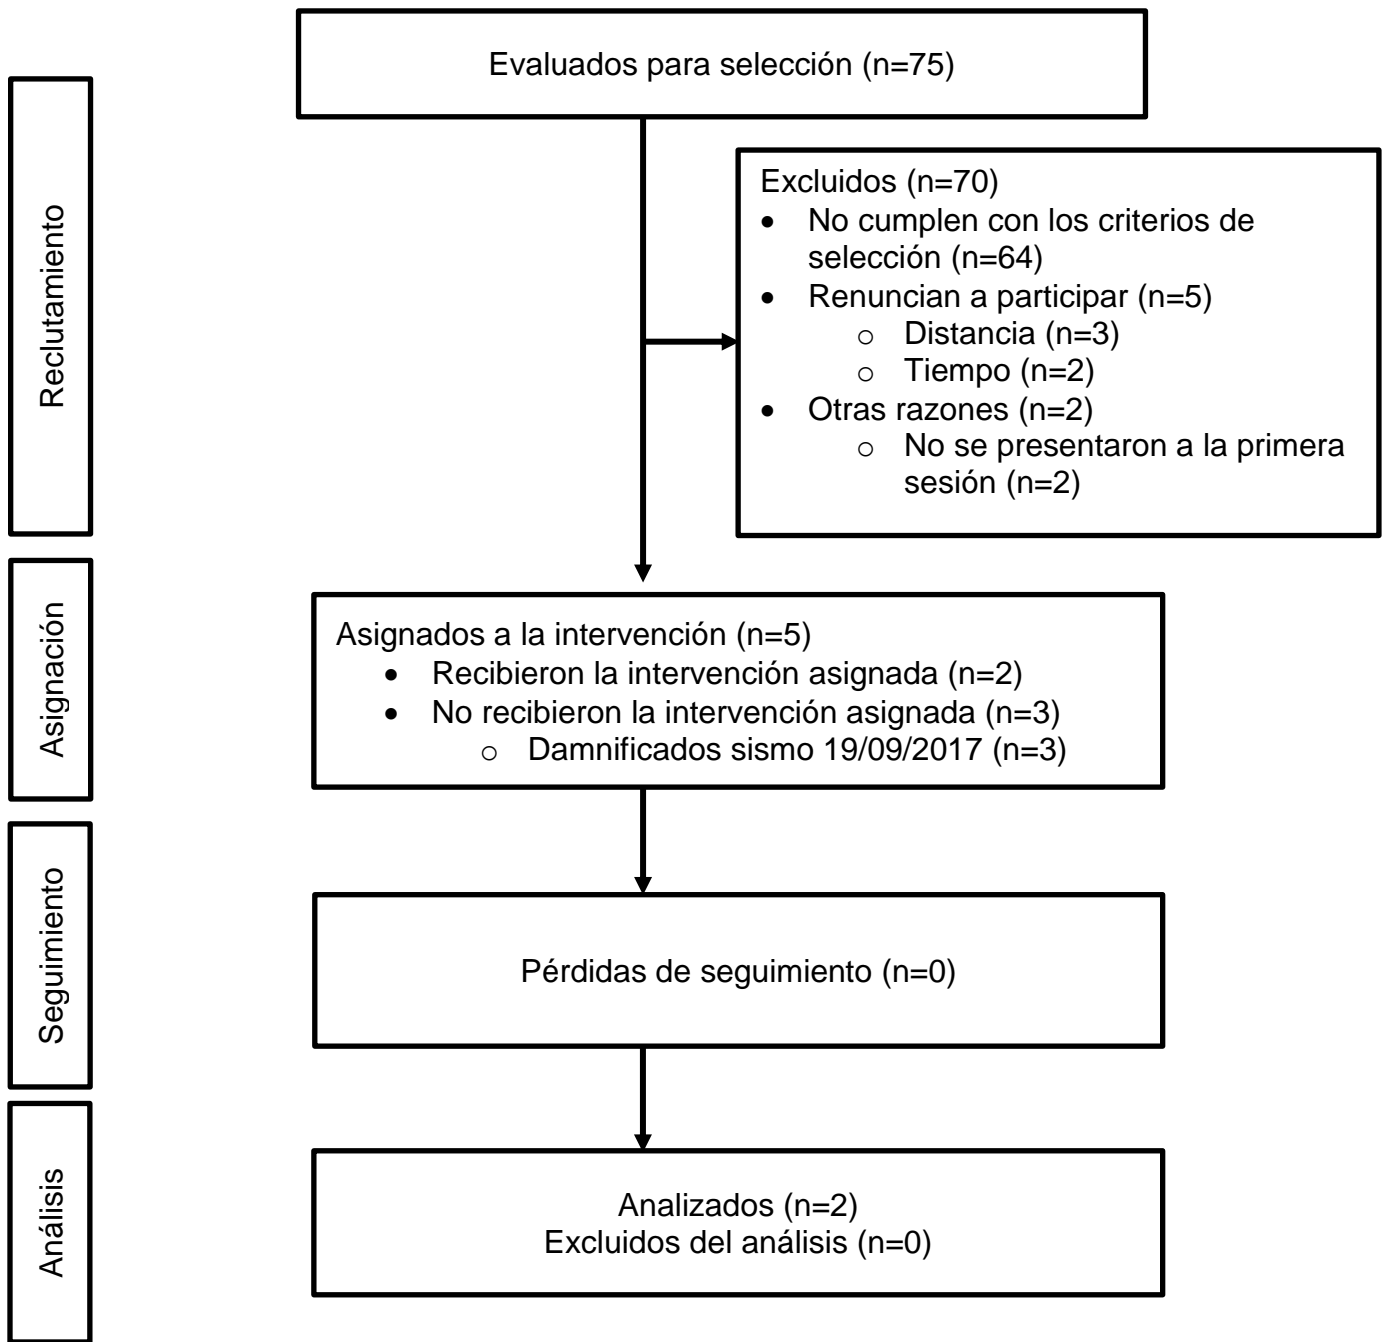 Evaluados para selección (n=75)
Reclutamiento
Excluidos (n=70)
• No cumplen con los criterios de
selección (n=64)
• Renuncian a participar (n=5)
o Distancia (n=3)
o Tiempo (n=2)
• Otras razones (n=2)
o No se presentaron a la primera
sesión (n=2)
Asignación
Asignados a la intervención (n=5)
• Recibieron la intervención asignada (n=2)
• No recibieron la intervención asignada (n=3)
o Damnificados sismo 19/09/2017 (n=3)
Seguimiento
Pérdidas de seguimiento (n=0)
Análisis
Analizados (n=2)
Excluidos del análisis (n=0)